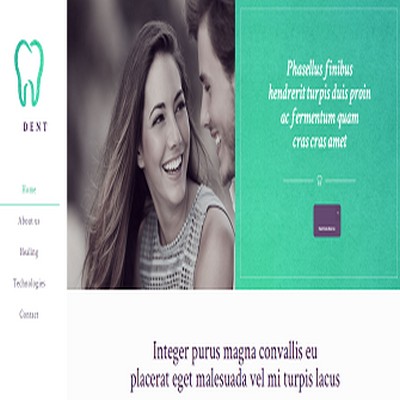 DENT
Home
About us
Healing
Technologies
Contact
Phasellus finibus
hendrerit turpis duis proin
ac fermentum quam
cras cras amet
Integer purus magna convallis eu
placerat eget malesuada vel mi turpis lacus